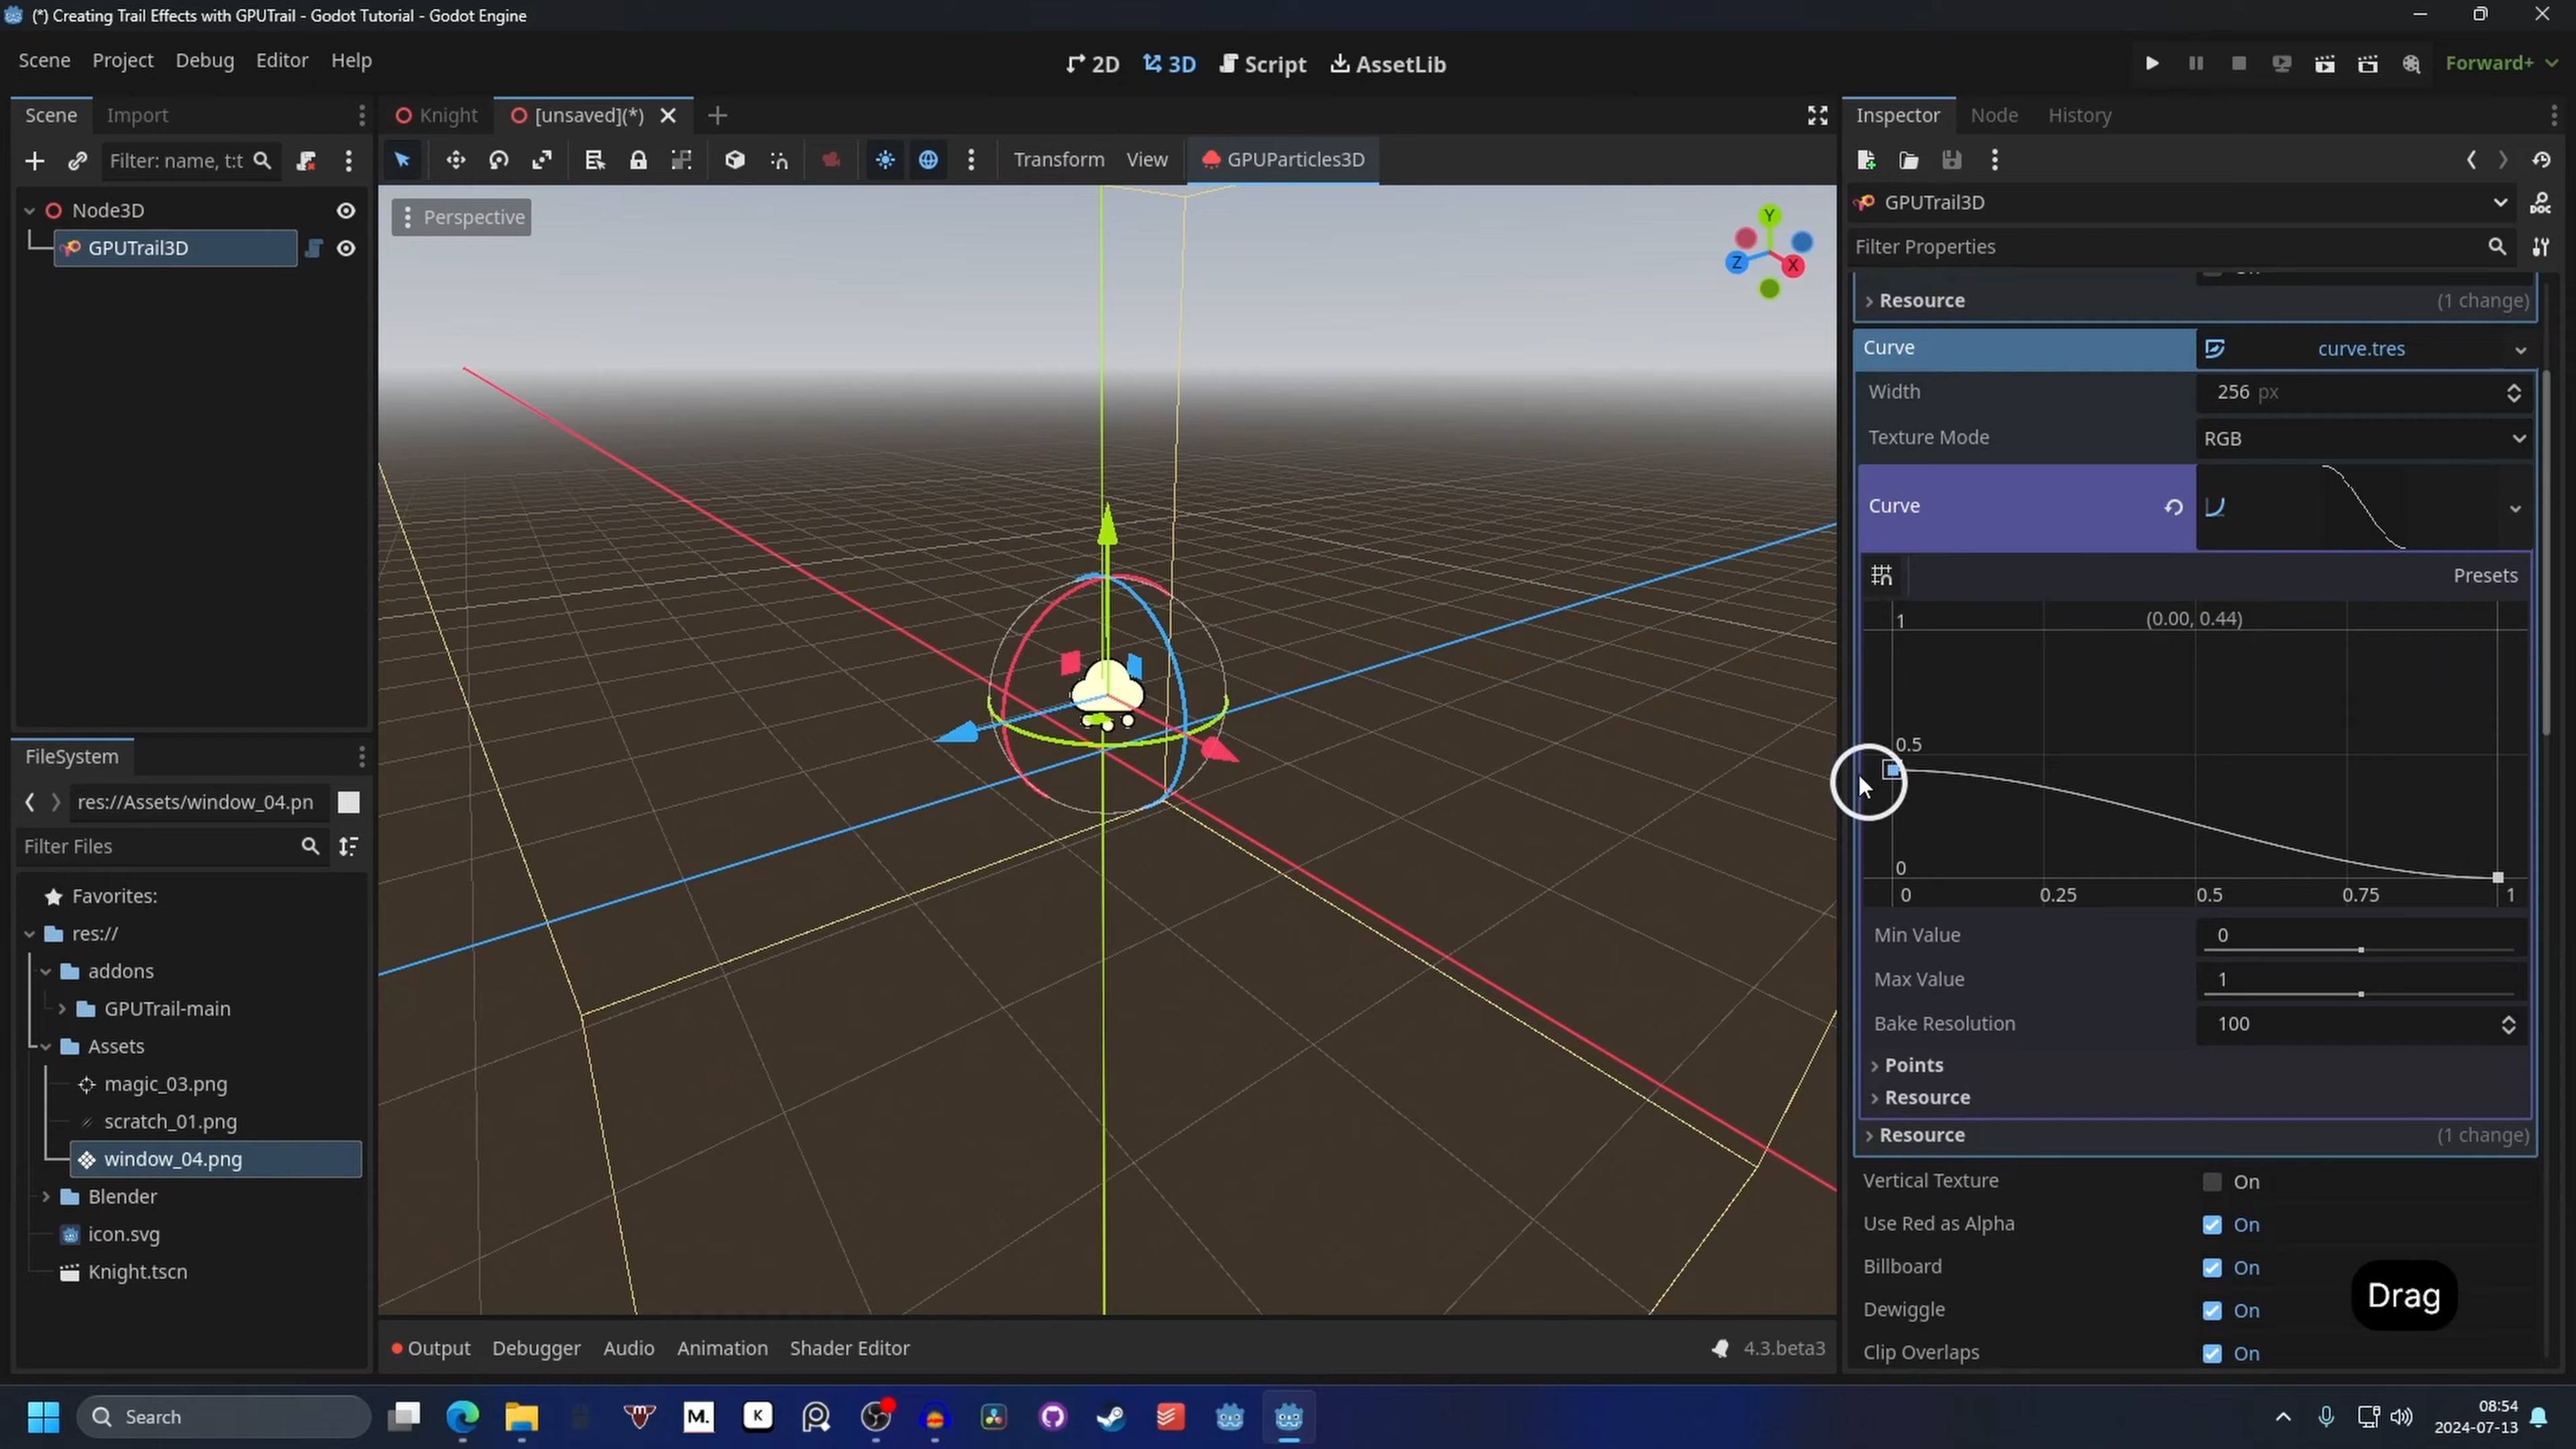 (*) Creating Trail Effects with GPUTrail - Godot Tutorial - Godot Engine
Scene Project Debug Editor Help
2D 3D Script AssetLib
Forward+
Scene Import
Filter: name, t:t
Node3D
GPUTrail3D
Knight [unsaved](*)
Transform View GPUParticles3D
Perspective
Y
Z
X
Inspector Node History
GPUTrail3D
DOC
Filter Properties
Resource (1 change)
Curve curve.tres
Width 256 px
Texture Mode RGB
Curve
Presets
1 (0.00, 0.44)
0.5
0
0 0.25 0.5 0.75 1
Min Value 0
Max Value 1
Bake Resolution 100
Points
Resource
Resource (1 change)
Vertical Texture On
Use Red as Alpha On
Billboard On
Dewiggle On
Clip Overlaps On
Drag
FileSystem
res://Assets/window_04.pn
Filter Files
Favorites:
res://
addons
GPUTrail-main
Assets
magic_03.png
scratch_01.png
window_04.png
Blender
icon.svg
Knight.tscn
Output Debugger Audio Animation Shader Editor
4.3.beta3
Search
M.
K
08:54
2024-07-13